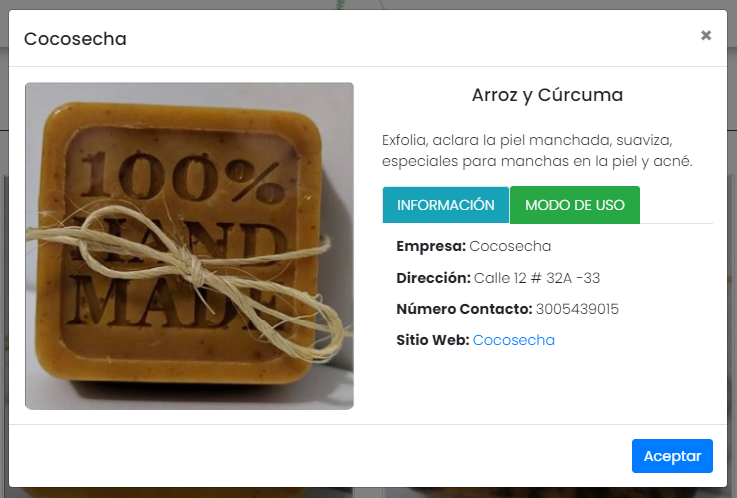 Cocosecha
×
100%
HAND
MADE
Arroz y Cúrcuma
Exfolia, aclara la piel manchada, suaviza,
especiales para manchas en la piel y acné.
INFORMACIÓN
MODO DE USO
Empresa: Cocosecha
Dirección: Calle 12 # 32A -33
Número Contacto: 3005439015
Sitio Web: Cocosecha
Aceptar